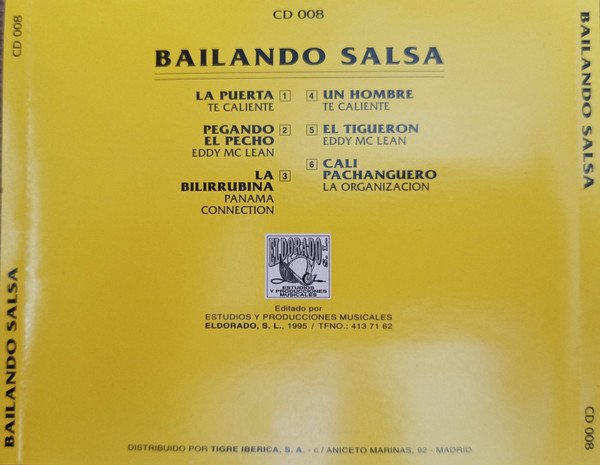 CD 008
BAILANDO SALSA
LA PUERTA 1
TE CALIENTE
PEGANDO 2
EL PECHO
EDDY MC LEAN
LA 3
BILIRRUBINA
PANAMA
CONNECTION
4 UN HOMBRE
TE CALIENTE
5 EL TIGUERON
EDDY MC LEAN
6 CALI
PACHANGUERO
LA ORGANIZACION
ELDORADO S.L.
ESTUDIOS
Y PRODUCCIONES
MUSICALES
Editado por
ESTUDIOS Y PRODUCCIONES MUSICALES
ELDORADO, S. L., 1995 / TFNO.: 413 71 62
DISTRIBUIDO POR TIGRE IBERICA, S. A. - c/ ANICETO MARINAS, 92 - MADRID
CD 008
BAILANDO SALSA
BAILANDO SALSA
CD 008